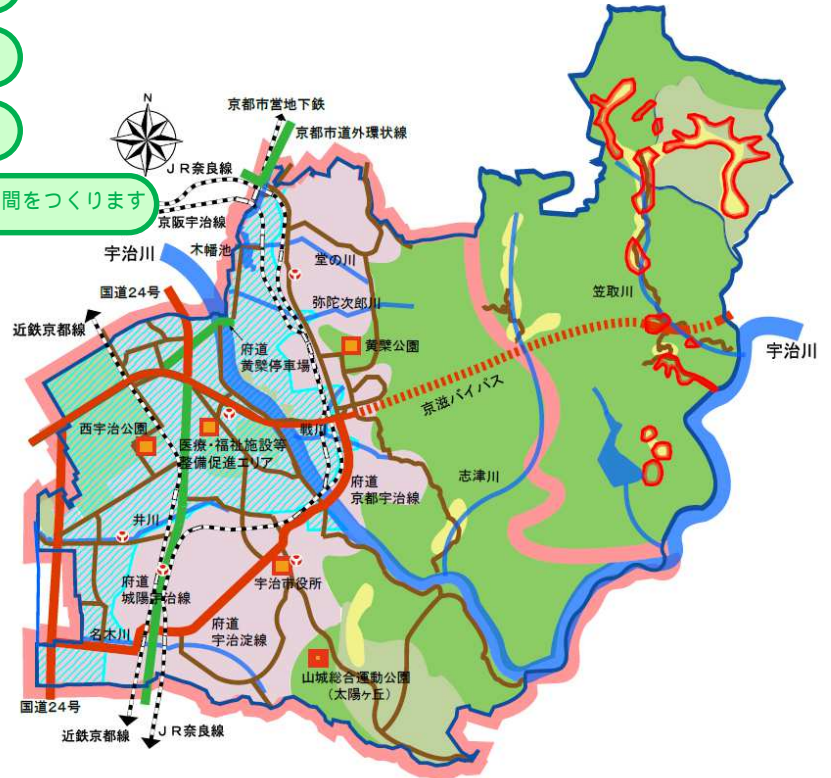 N
京都市営地下鉄
京都市道外環状線
JR奈良線
間をつくります
京阪宇治線
木幡池
宇治川
堂の川
国道24号
弥陀次郎川
笠取川
近鉄京都線
府道
黄檗停車場
黄檗公園
宇治川
京滋バイパス
西宇治公園
医療・福祉施設等
整備促進エリア
戦川
府道
京都宇治線
志津川
井川
府道
城陽宇治線
宇治市役所
名木川
府道
宇治淀線
山城総合運動公園
(太陽ヶ丘)
国道24号
近鉄京都線
JR奈良線